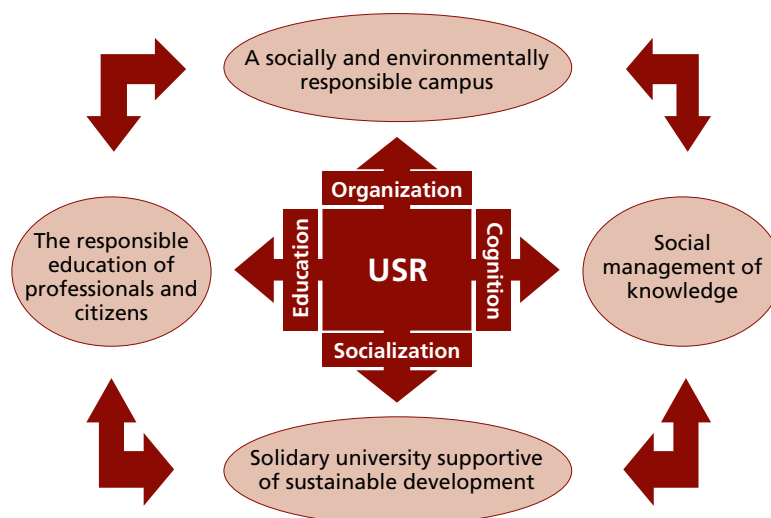 A socially and environmentally
responsible campus
Organization
The responsible
education of
professionals and
citizens
Education
USR
Cognition
Social
management of
knowledge
Socialization
Solidary university supportive
of sustainable development